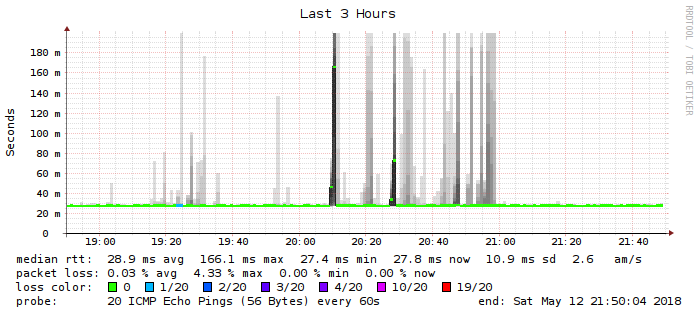 Last 3 Hours
RRDTOOL / TOBI OETIKER
Seconds
180 m
160 m
140 m
120 m
100 m
80 m
60 m
40 m
20 m
0
19:00 19:20 19:40 20:00 20:20 20:40 21:00 21:20 21:40
median rtt: 28.9 ms avg 166.1 ms max 27.4 ms min 27.8 ms now 10.9 ms sd 2.6 am/s
packet loss: 0.03 % avg 4.33 % max 0.00 % min 0.00 % now
loss color: 0 1/20 2/20 3/20 4/20 10/20 19/20
probe: 20 ICMP Echo Pings (56 Bytes) every 60s end: Sat May 12 21:50:04 2018